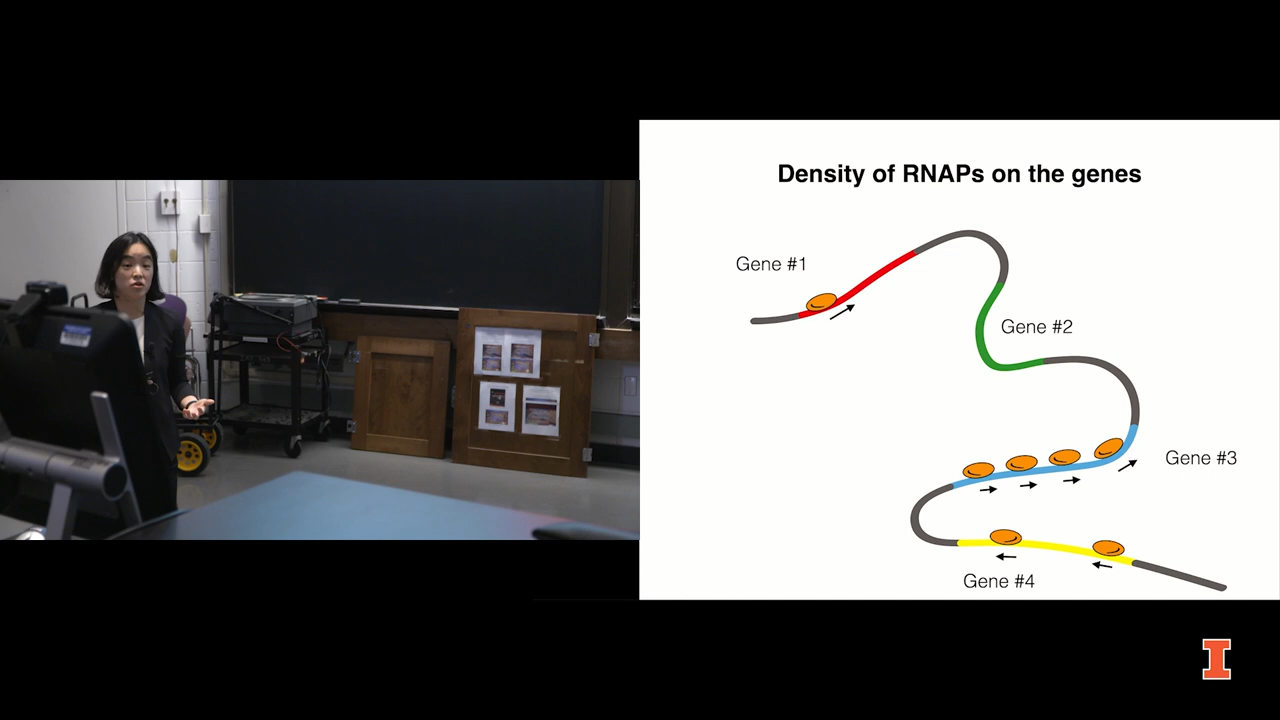 Density of RNAPs on the genes
Gene #1
Gene #2
Gene #3
Gene #4
I